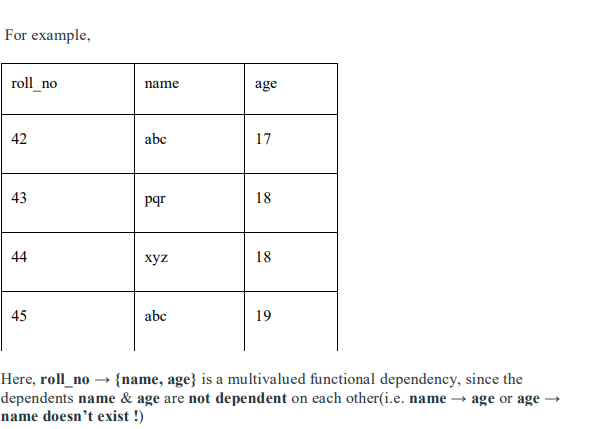 For example,
roll_no name age
42 abc 17
43 pqr 18
44 xyz 18
45 abc 19
Here, roll_no → {name, age} is a multivalued functional dependency, since the
dependents name & age are not dependent on each other(i.e. name → age or age →
name doesn’t exist !)